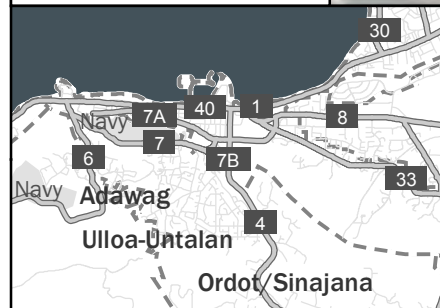 30
40
1
7A
Navy
8
7
7B
6
33
Navy
Adawag
4
Ulloa-Untalan
Ordot/Sinajana